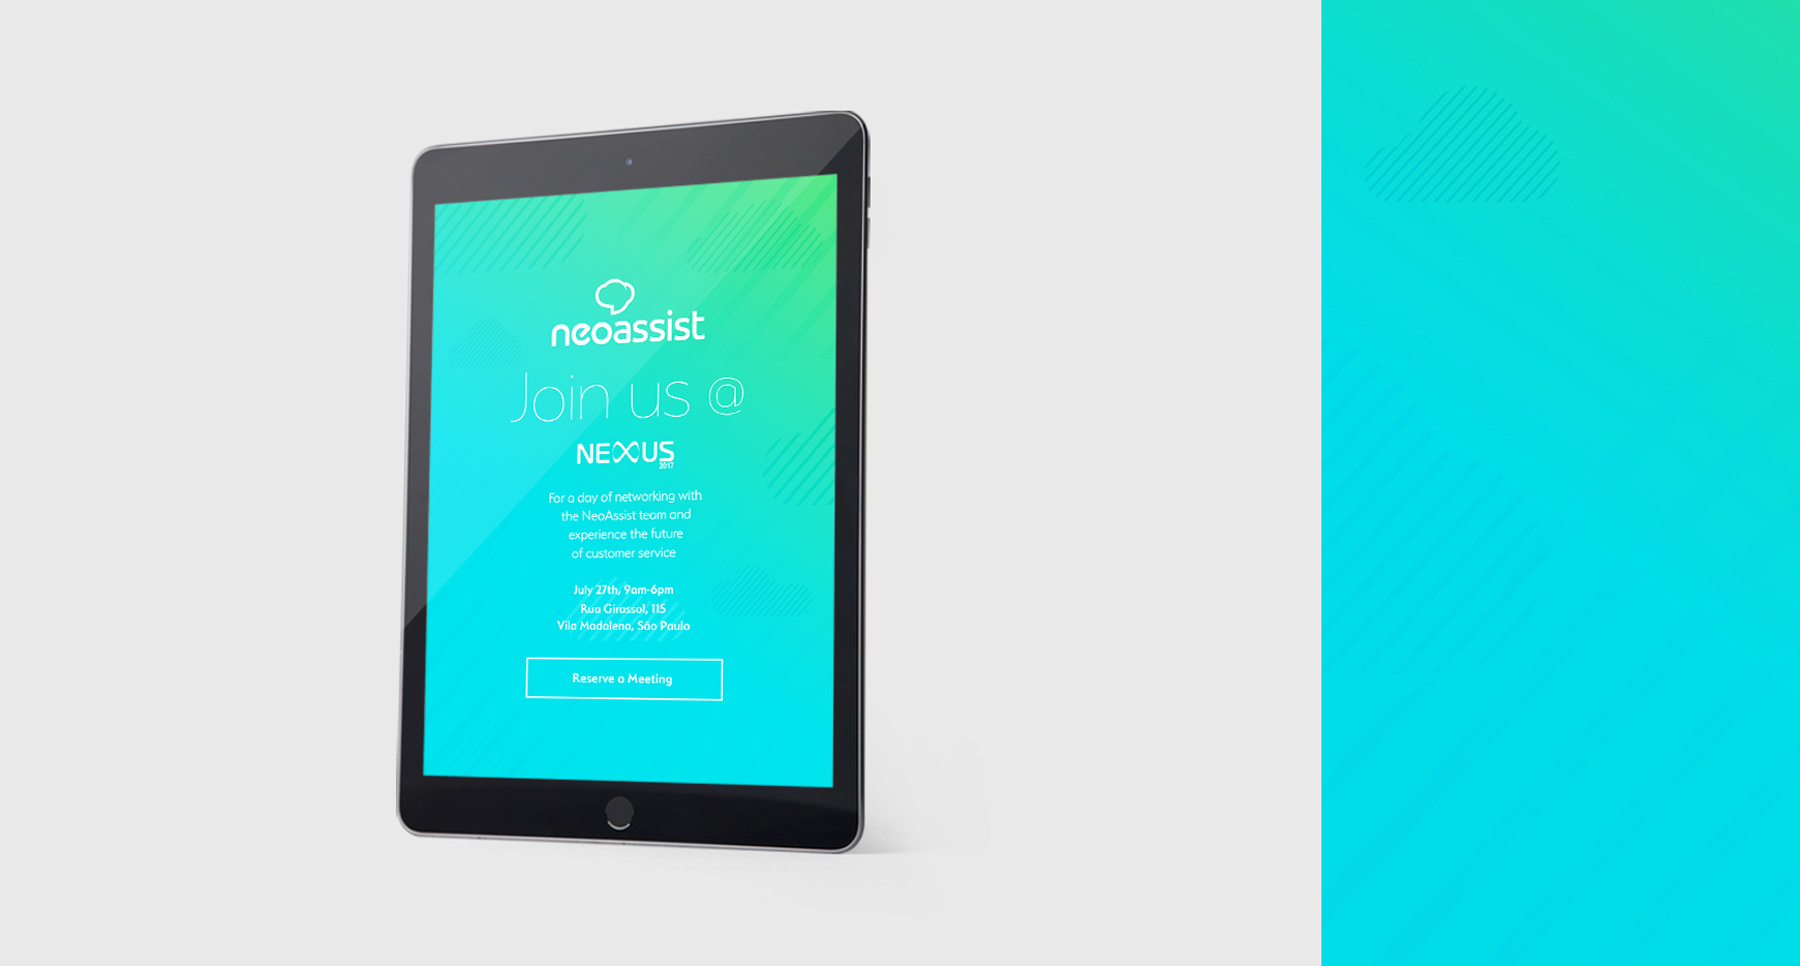 neoassist
Join us @
NEXUS
2017
For a day of networking with
the NeoAssist team and
experience the future
of customer service
July 27th, 9am-6pm
Rua Girassol, 115
Vila Madalena, São Paulo
Reserve a Meeting